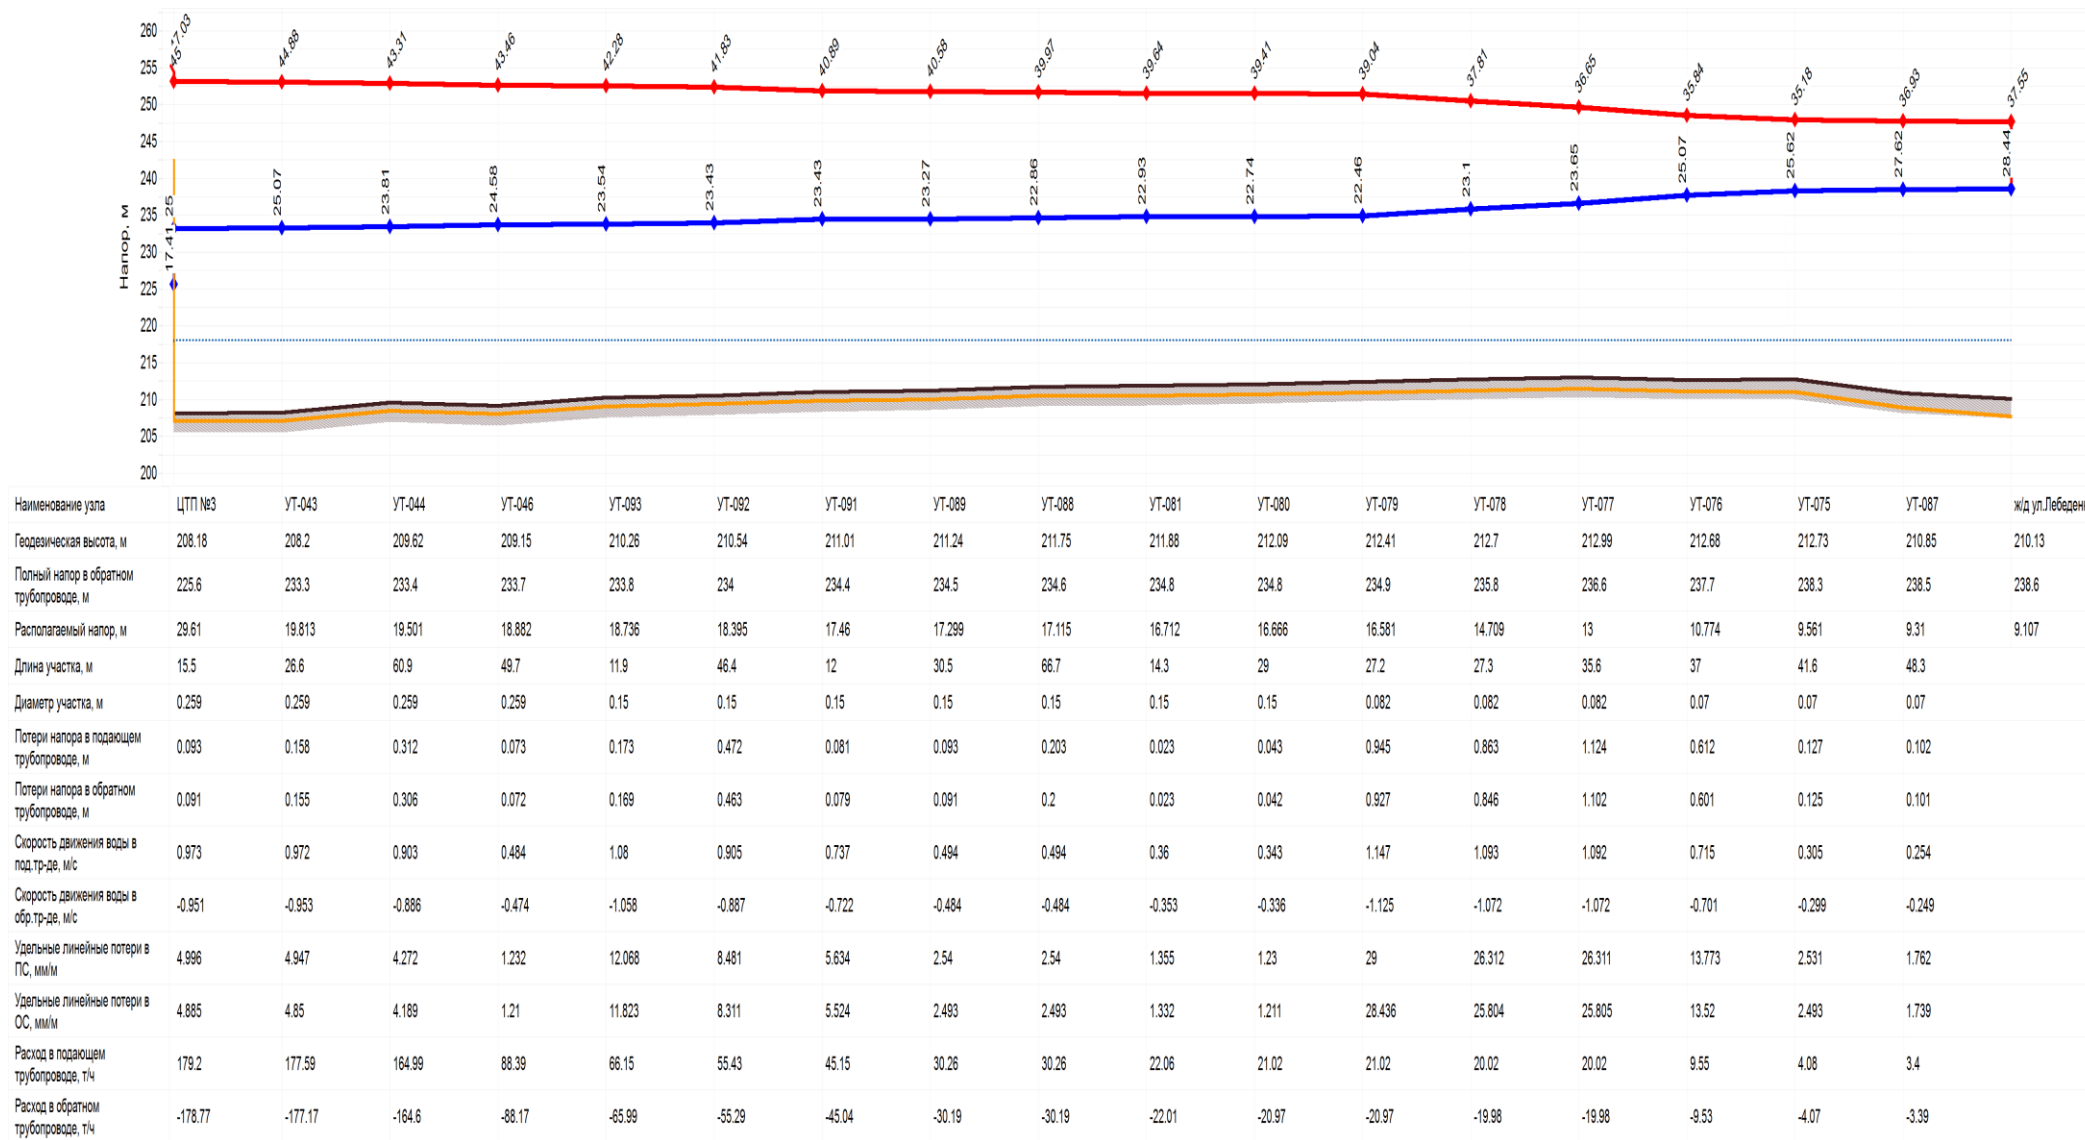 260
255
250
245
240
235
230
225
220
215
210
205
200
Напор, м
45
44.88
43.31
43.46
42.28
41.83
40.89
40.58
39.97
39.64
39.41
39.04
37.81
36.65
35.84
35.18
36.93
37.55
25
25.07
23.81
24.58
23.54
23.43
23.43
23.27
22.86
22.93
22.74
22.46
23.1
23.65
25.07
25.62
27.62
28.44
17.41
Наименование узла ЦТП №3 УТ-043 УТ-044 УТ-046 УТ-093 УТ-092 УТ-091 УТ-089 УТ-088 УТ-081 УТ-080 УТ-079 УТ-078 УТ-077 УТ-076 УТ-075 УТ-087 ж/д ул.Лебеден
Геодезическая высота, м 208.18 208.2 209.62 209.15 210.26 210.54 211.01 211.24 211.75 211.88 212.09 212.41 212.7 212.99 212.68 212.73 210.85 210.13
Полный напор в обратном
трубопроводе, м 225.6 233.3 233.4 233.7 233.8 234 234.4 234.5 234.6 234.8 234.8 234.9 235.8 236.6 237.7 238.3 238.5 238.6
Располагаемый напор, м 29.61 19.813 19.501 18.882 18.736 18.395 17.46 17.299 17.115 16.712 16.666 16.581 14.709 13 10.774 9.561 9.31 9.107
Длина участка, м 15.5 26.6 60.9 49.7 11.9 46.4 12 30.5 66.7 14.3 29 27.2 27.3 35.6 37 41.6 48.3
Диаметр участка, м 0.259 0.259 0.259 0.259 0.15 0.15 0.15 0.15 0.15 0.15 0.15 0.082 0.082 0.082 0.07 0.07 0.07
Потери напора в подающем
трубопроводе, м 0.093 0.158 0.312 0.073 0.173 0.472 0.081 0.093 0.203 0.023 0.043 0.945 0.863 1.124 0.612 0.127 0.102
Потери напора в обратном
трубопроводе, м 0.091 0.155 0.306 0.072 0.169 0.463 0.079 0.091 0.2 0.023 0.042 0.927 0.846 1.102 0.601 0.125 0.101
Скорость движения воды в
под.тр-де, м/с 0.973 0.972 0.903 0.484 1.08 0.905 0.737 0.494 0.494 0.36 0.343 1.147 1.093 1.092 0.715 0.305 0.254
Скорость движения воды в
обр.тр-де, м/с -0.951 -0.953 -0.886 -0.474 -1.058 -0.887 -0.722 -0.484 -0.484 -0.353 -0.336 -1.125 -1.072 -1.072 -0.701 -0.299 -0.249
Удельные линейные потери в
ПС, мм/м 4.996 4.947 4.272 1.232 12.068 8.481 5.634 2.54 2.54 1.355 1.23 29 26.312 26.311 13.773 2.531 1.762
Удельные линейные потери в
ОС, мм/м 4.885 4.85 4.189 1.21 11.823 8.311 5.524 2.493 2.493 1.332 1.211 28.436 25.804 25.805 13.52 2.493 1.739
Расход в подающем
трубопроводе, т/ч 179.2 177.59 164.99 88.39 66.15 55.43 45.15 30.26 30.26 22.06 21.02 21.02 20.02 20.02 9.55 4.08 3.4
Расход в обратном
трубопроводе, т/ч -178.77 -177.17 -164.6 -88.17 -65.99 -55.29 -45.04 -30.19 -30.19 -22.01 -20.97 -20.97 -19.98 -19.98 -9.53 -4.07 -3.39